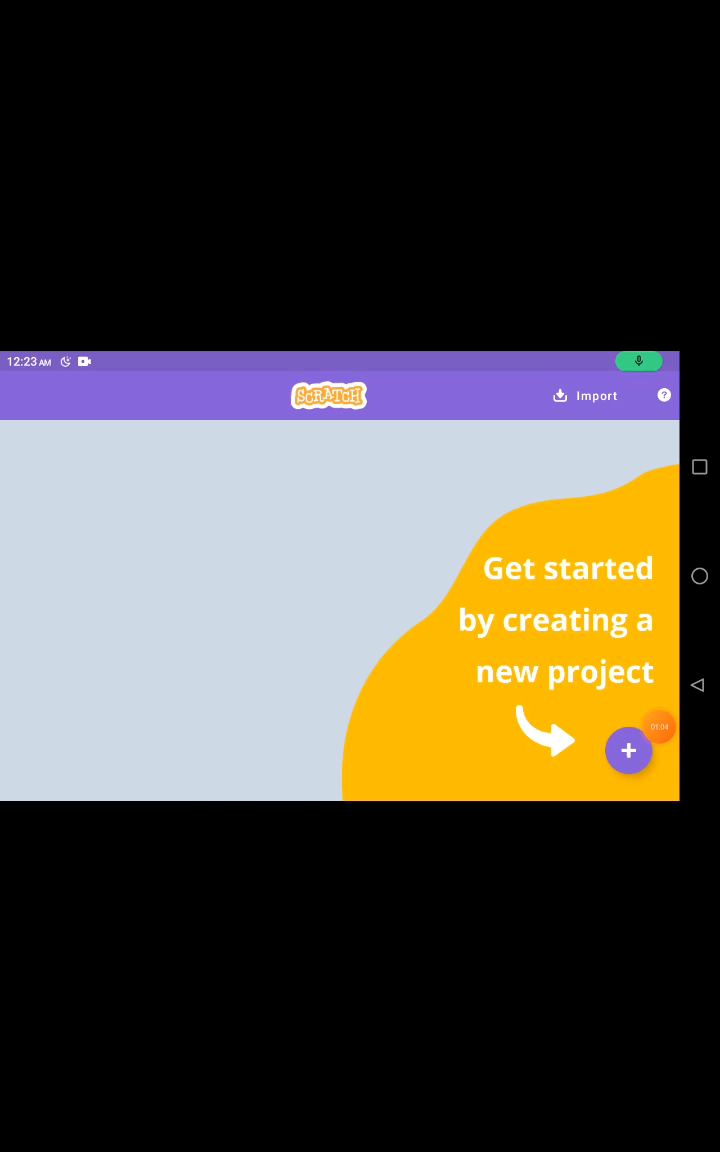 12:23 AM
SCRATCH
Import
?
Get started
by creating a
new project
01:04
+